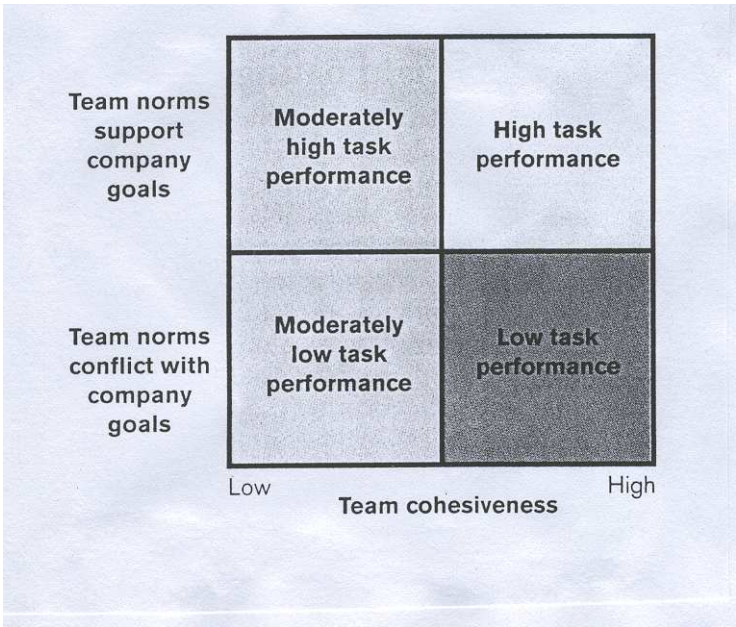 Team norms
support
company
goals
Moderately
high task
performance
High task
performance
Team norms
conflict with
company
goals
Moderately
low task
performance
Low task
performance
Low
High
Team cohesiveness